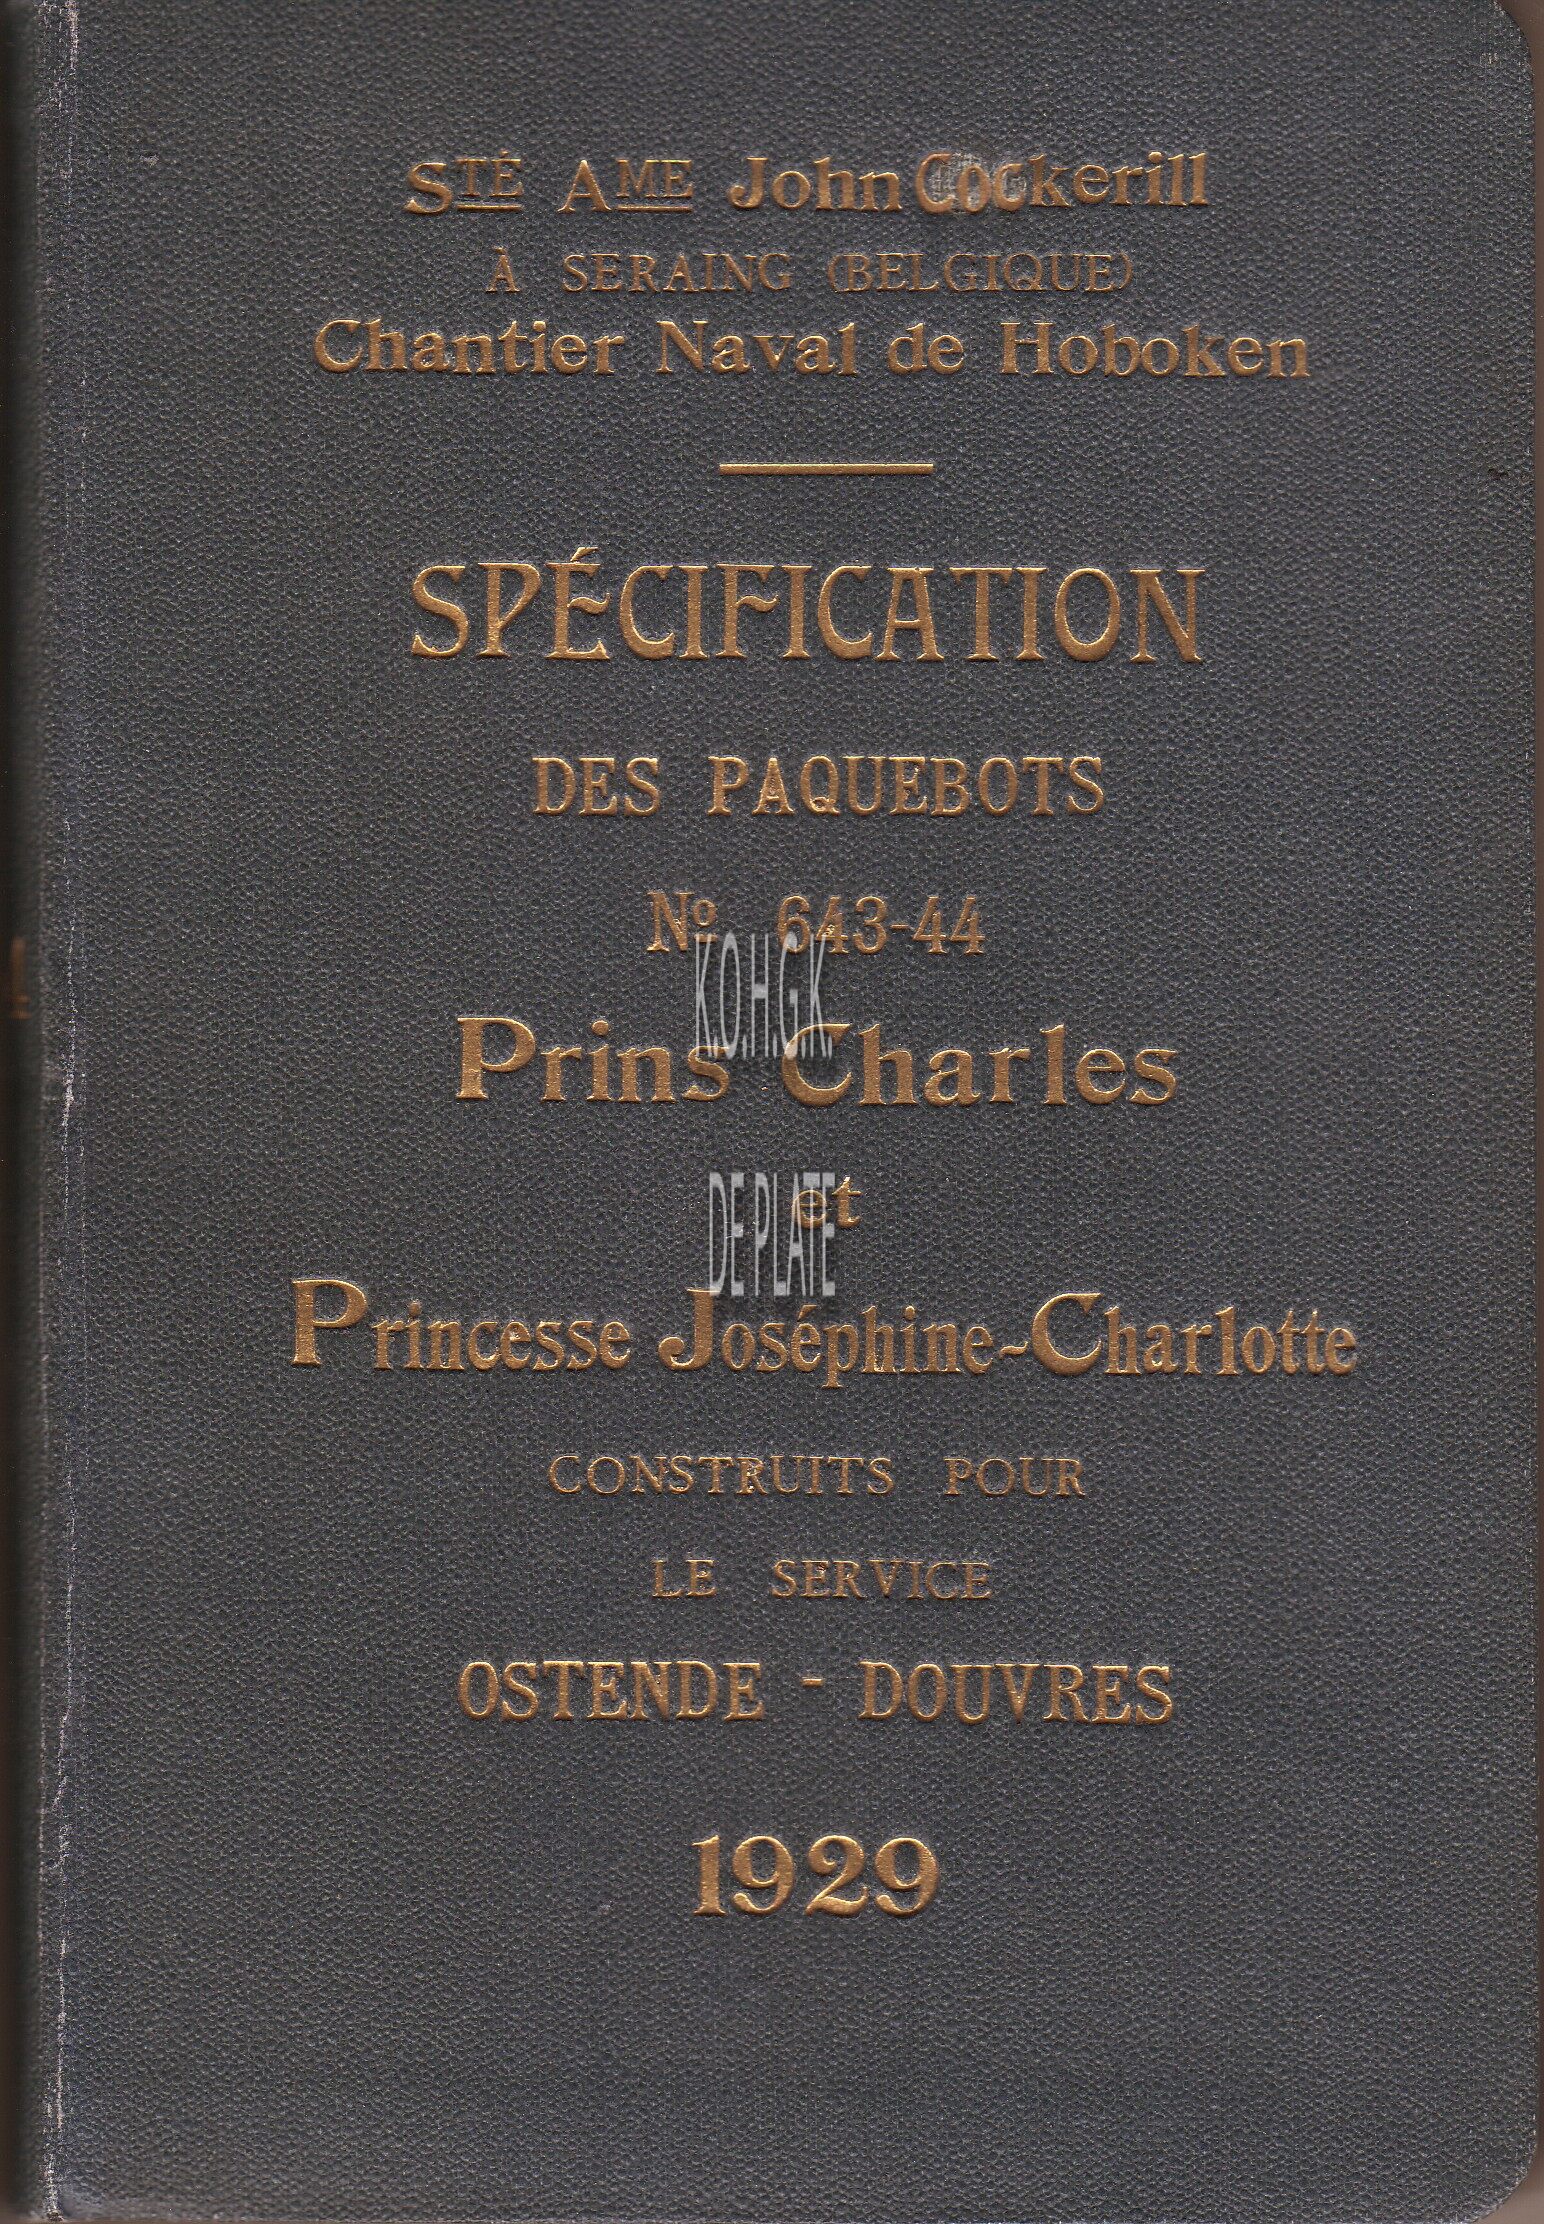 STÉ AME John Cockerill
À SERAING (BELGIQUE)
Chantier Naval de Hoboken
SPÉCIFICATION
DES PAQUEBOTS
Nº 643-44
K.O.H.G.K.
Prins Charles
et
DE PLATE
Princesse Joséphine-Charlotte
CONSTRUITS POUR
LE SERVICE
OSTENDE - DOUVRES
1929